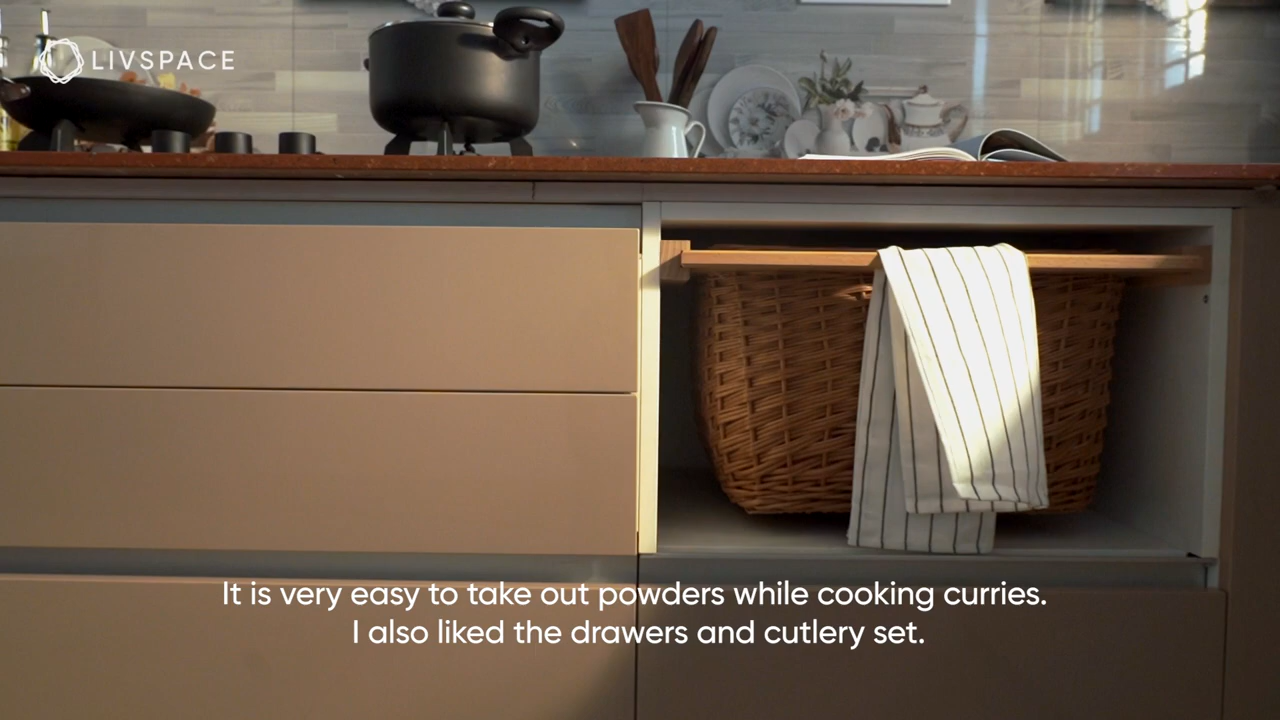 LIVSPACE
It is very easy to take out powders while cooking curries.
I also liked the drawers and cutlery set.